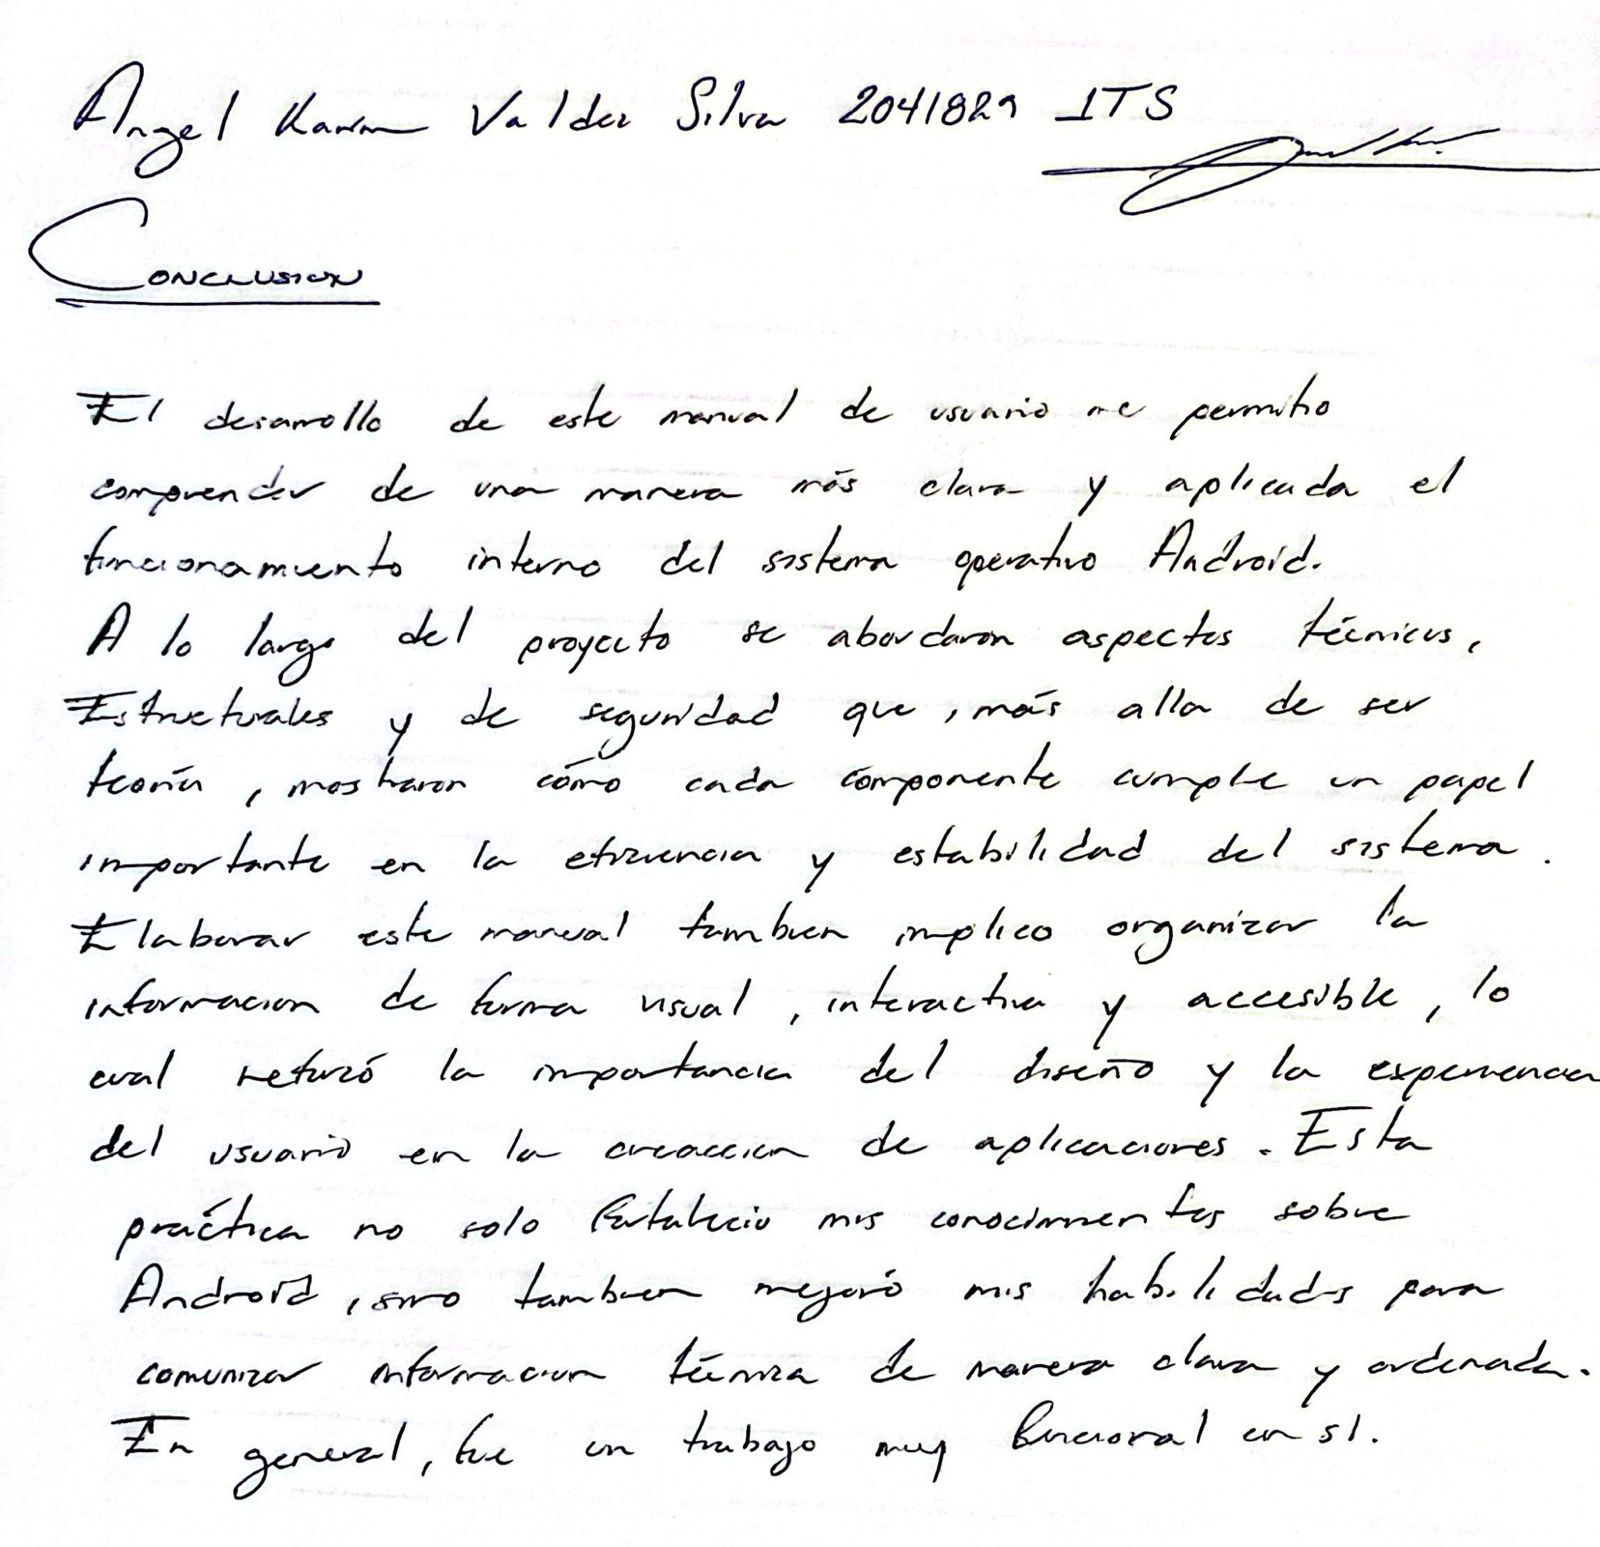 Angel Karim Valdez Silva 2041829 ITS
Conclusion
El desarrollo de este manual de usuario me permitio
comprender de una manera más clara y aplicada el
funcionamiento interno del sistema operativo Android.
A lo largo del proyecto se abordaron aspectos técnicos,
Estructurales y de seguridad que, más alla de ser
teoría, mostraron cómo cada componente cumple un papel
importante en la eficiencia y estabilidad del sistema.
Elaborar este manual tambien implico organizar la
informacion de forma visual, interactiva y accesible, lo
cual reforzó la importancia del diseño y la experiencia
del usuario en la creaccion de aplicaciones. Esta
práctica no solo fortalecio mis conocimientos sobre
Android, sino tambien mejoró mis habilidades para
comunicar informacion técnica de manera clara y ordenada.
En general, fue un trabajo muy funcional en si.